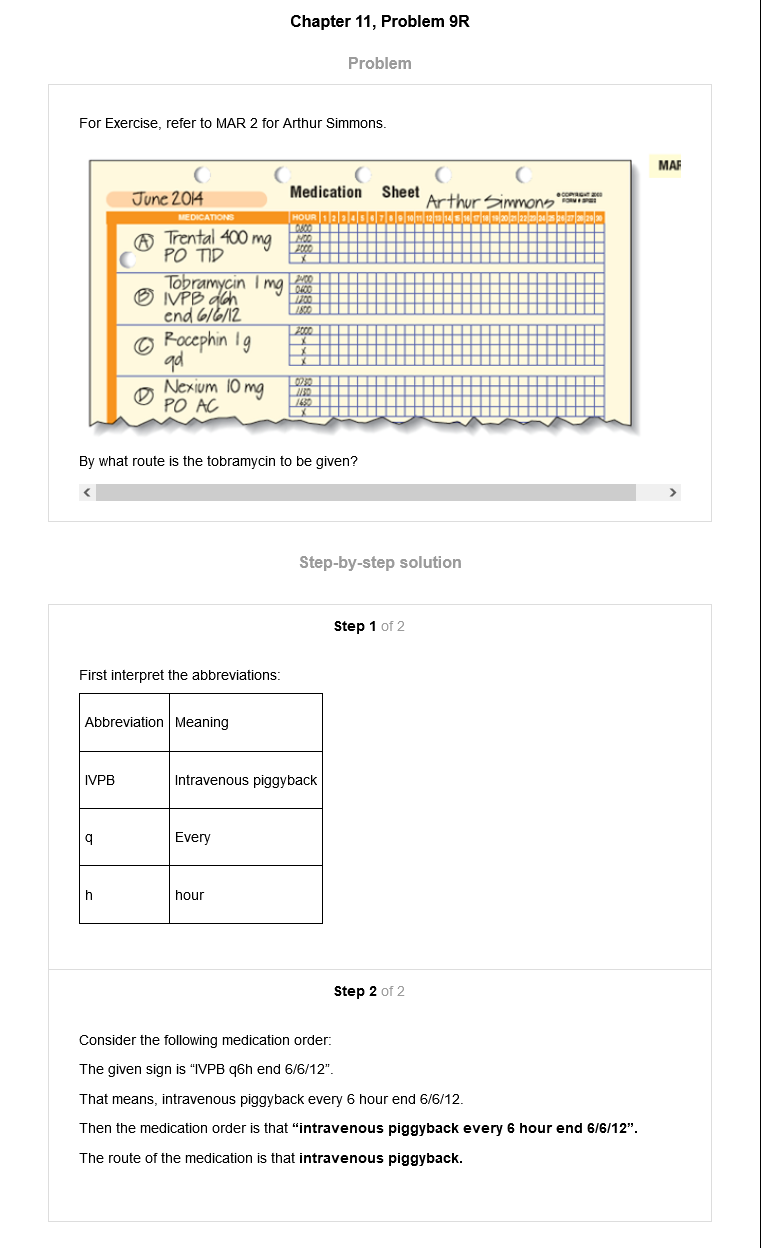 Chapter 11, Problem 9R
Problem
For Exercise, refer to MAR 2 for Arthur Simmons.
MAR
June 2014
Medication Sheet
Arthur Simmons
© COPYRIGHT 2000
MEDICATIONS HOUR 1 2 3 4 5 6 7 8 9 10 11 12 13 14 15 16 17 18 19 20 21 22 23 24 25 26 27 28 29 30
A Trental 400 mg 0800
PO TID 1400
2000
X
B Tobramycin 1 mg 2400
IVPB q6h 0600
end 6/6/12 1200
1800
C Rocephin 1 g 2000
qd X
X
X
D Nexium 10 mg 0730
PO AC 1130
1630
X
By what route is the tobramycin to be given?
Step-by-step solution
Step 1 of 2
First interpret the abbreviations:
Abbreviation Meaning
IVPB Intravenous piggyback
q Every
h hour
Step 2 of 2
Consider the following medication order:
The given sign is “IVPB q6h end 6/6/12”.
That means, intravenous piggyback every 6 hour end 6/6/12.
Then the medication order is that “intravenous piggyback every 6 hour end 6/6/12”.
The route of the medication is that intravenous piggyback.